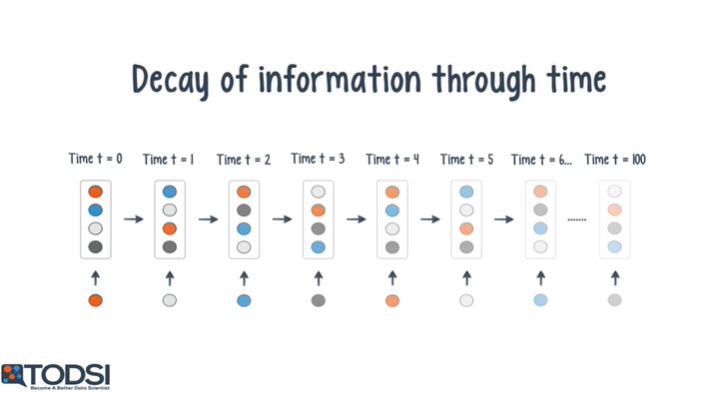 Decay of information through time
Time t = 0 Time t = 1 Time t = 2 Time t = 3 Time t = 4 Time t = 5 Time t = 6... Time t = 100
.......
TODSI
Become A Better Data Scientist